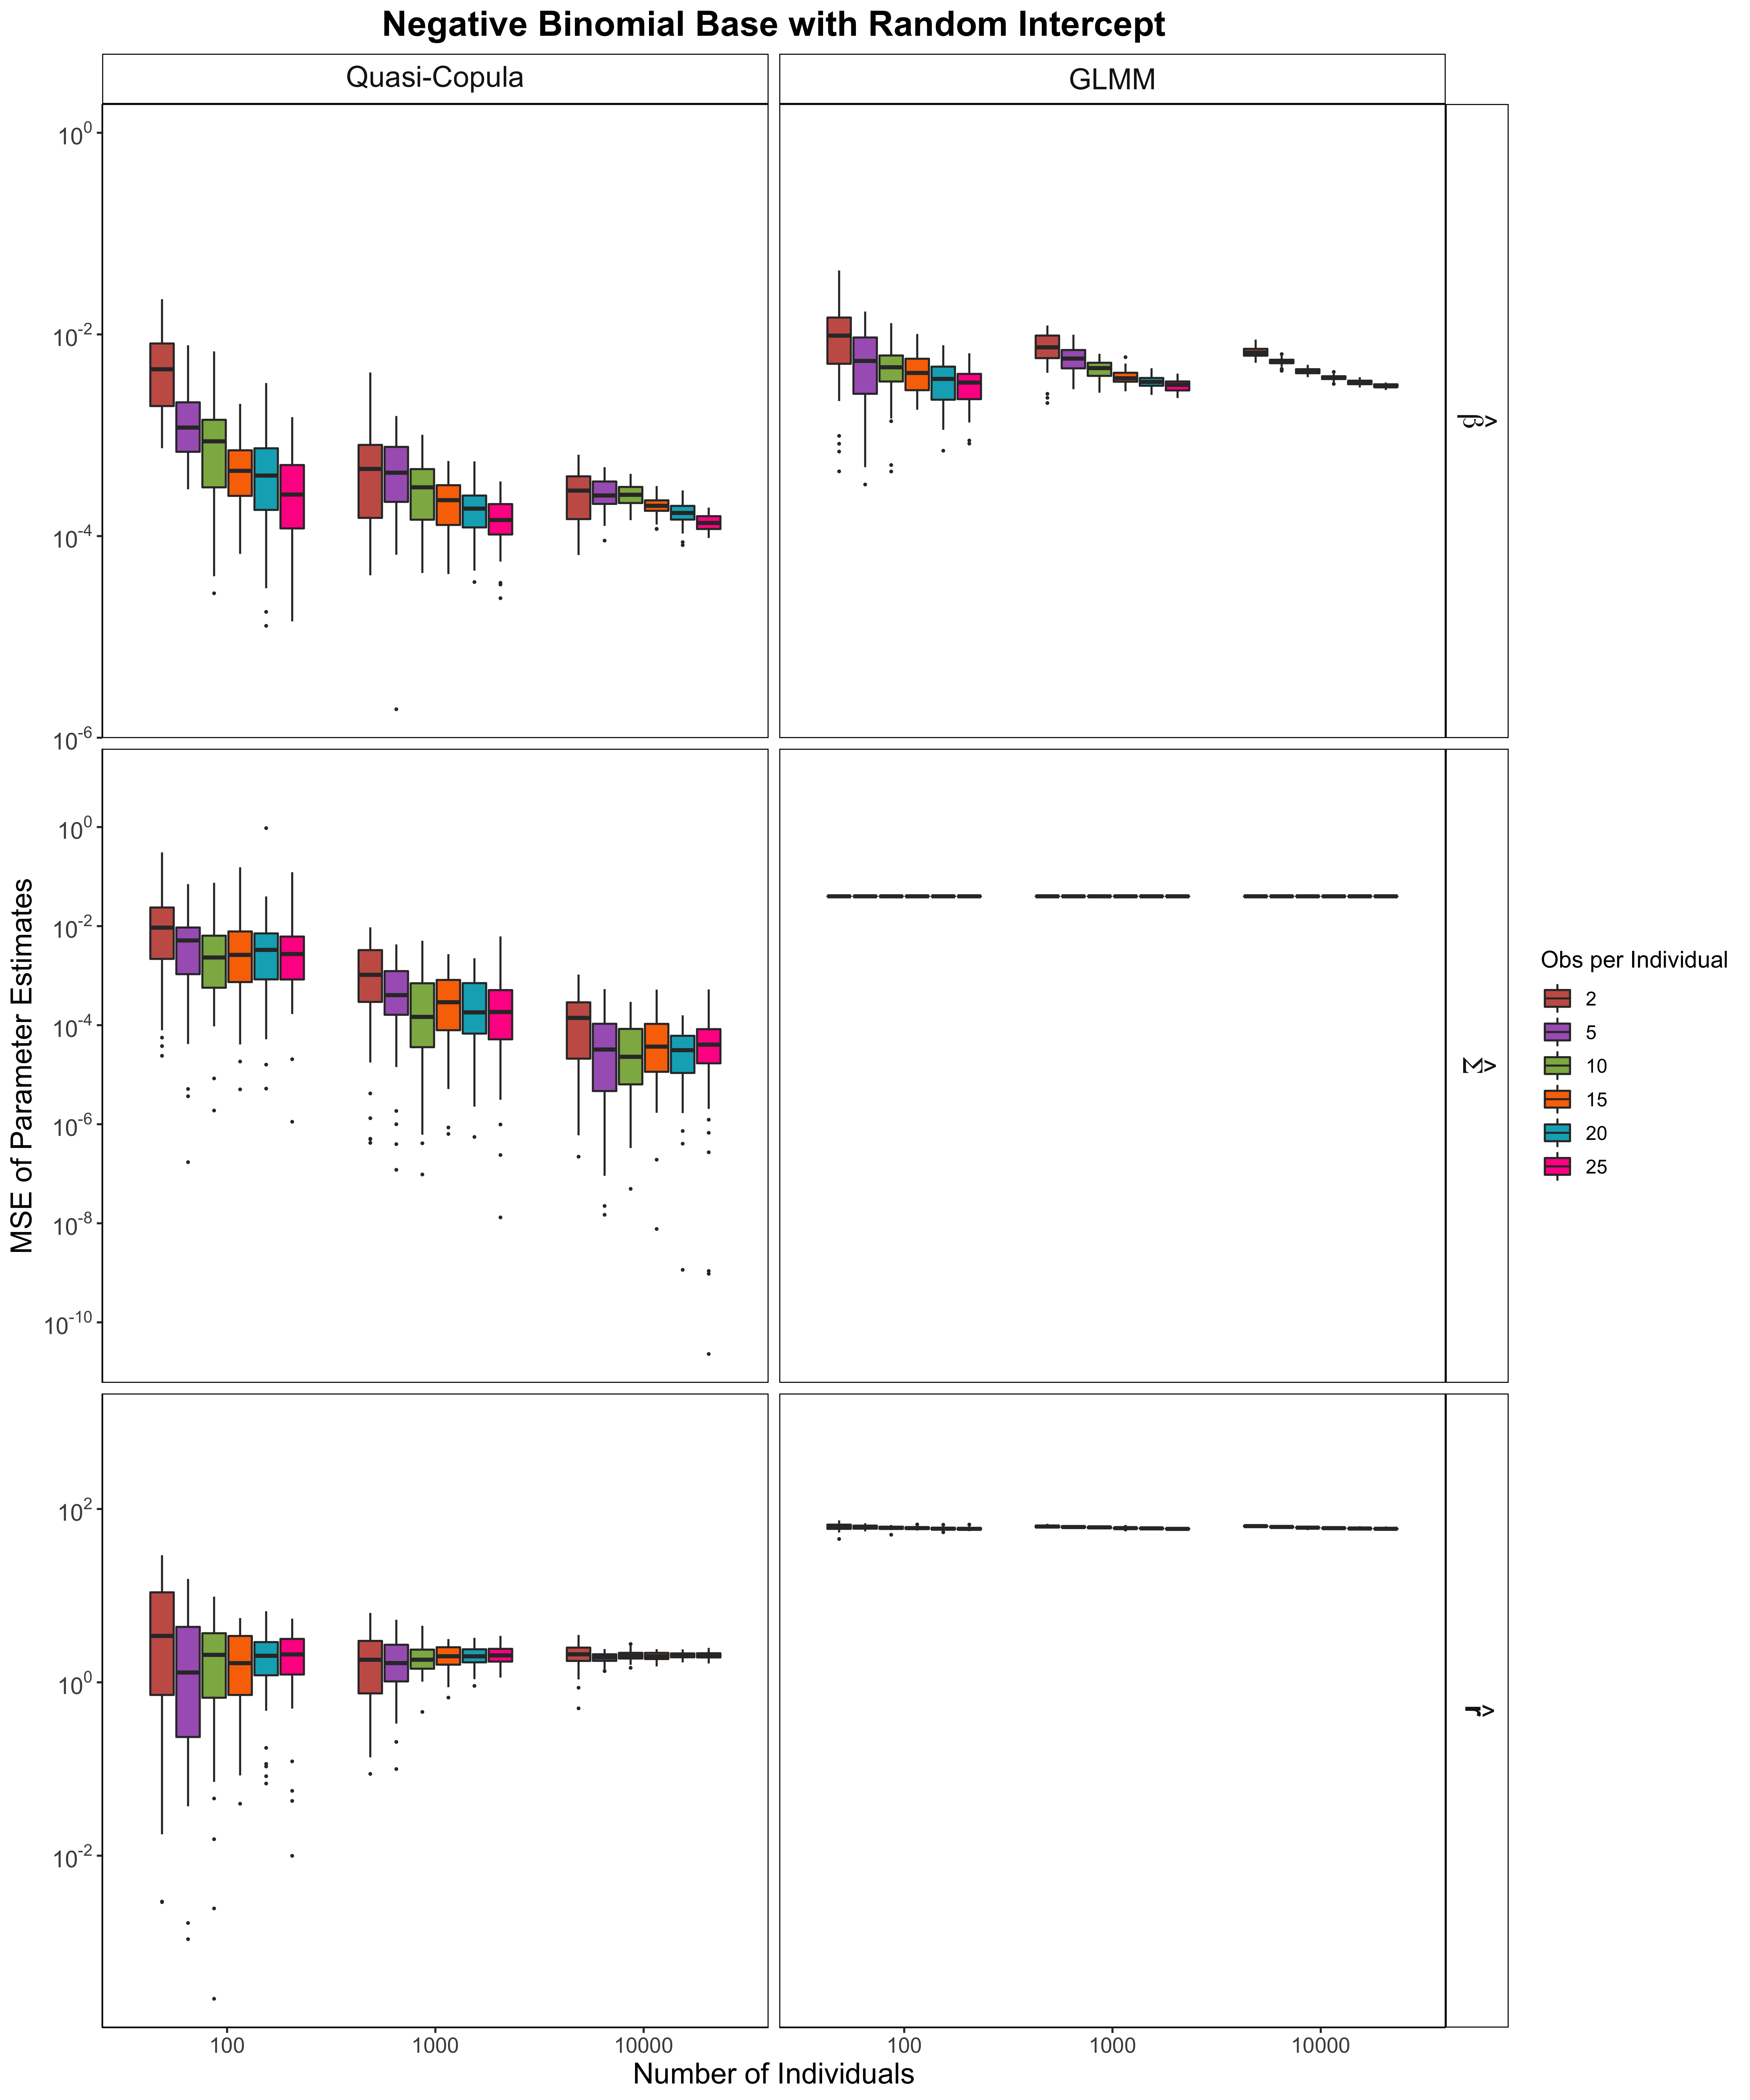 Negative Binomial Base with Random Intercept
Quasi-Copula
GLMM
10^0
10^-2
10^-4
10^-6
β̂
10^0
10^-2
10^-4
10^-6
10^-8
10^-10
Σ̂
10^2
10^0
10^-2
r̂
MSE of Parameter Estimates
100
1000
10000
100
1000
10000
Number of Individuals
Obs per Individual
2
5
10
15
20
25